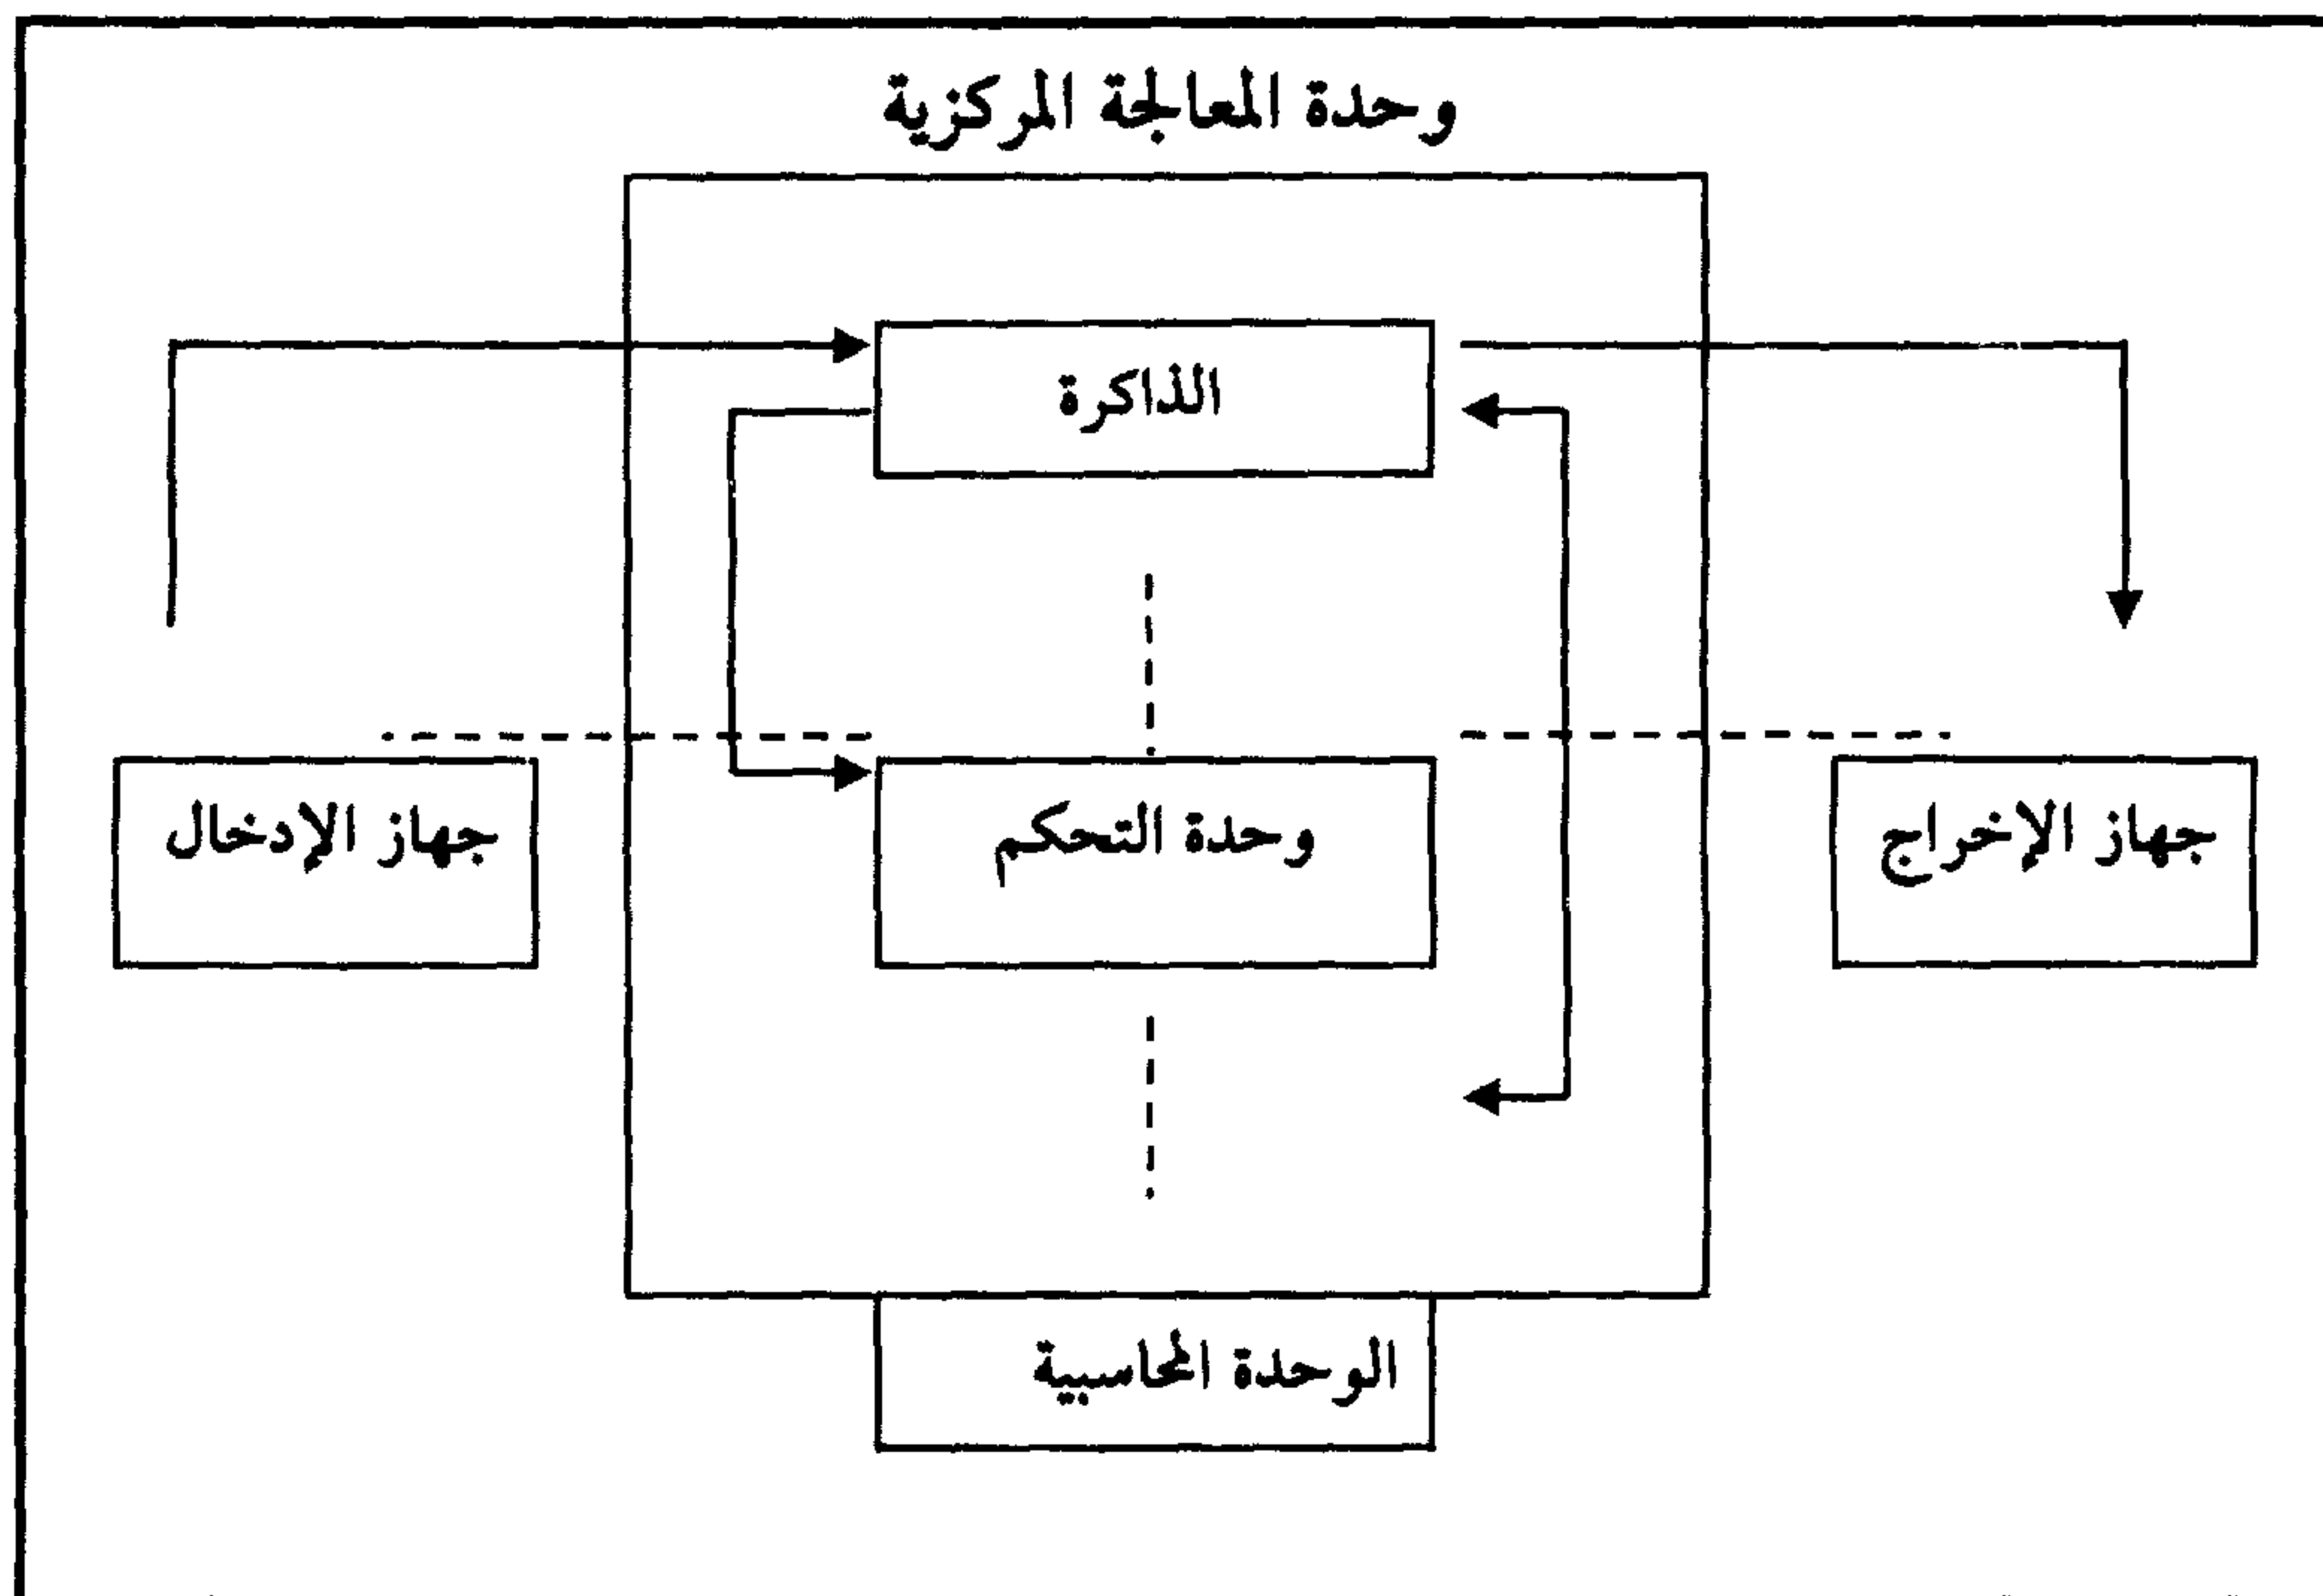 وحدة المعالجة المركزية
الذاكرة
جهاز الإخراج
وحدة التحكم
جهاز الإدخال
الوحدة المحاسبية